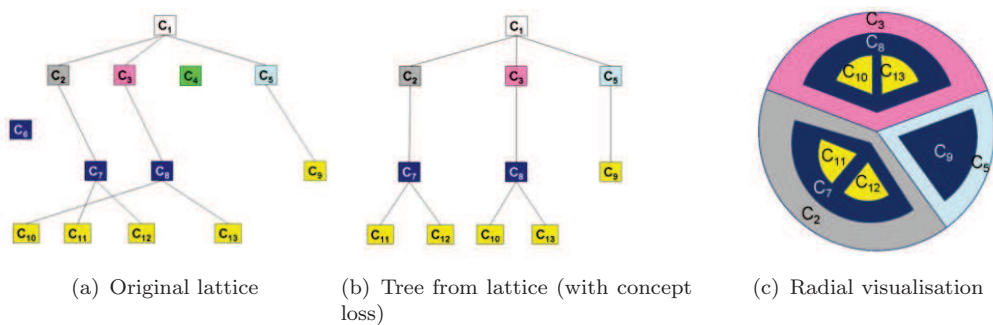 C1
C2
C3
C4
C5
C6
C7
C8
C9
C10
C11
C12
C13
(a) Original lattice
C1
C2
C3
C5
C7
C8
C9
C11
C12
C10
C13
(b) Tree from lattice (with concept
loss)
C3
C8
C10
C13
C9
C5
C11
C12
C7
C2
(c) Radial visualisation